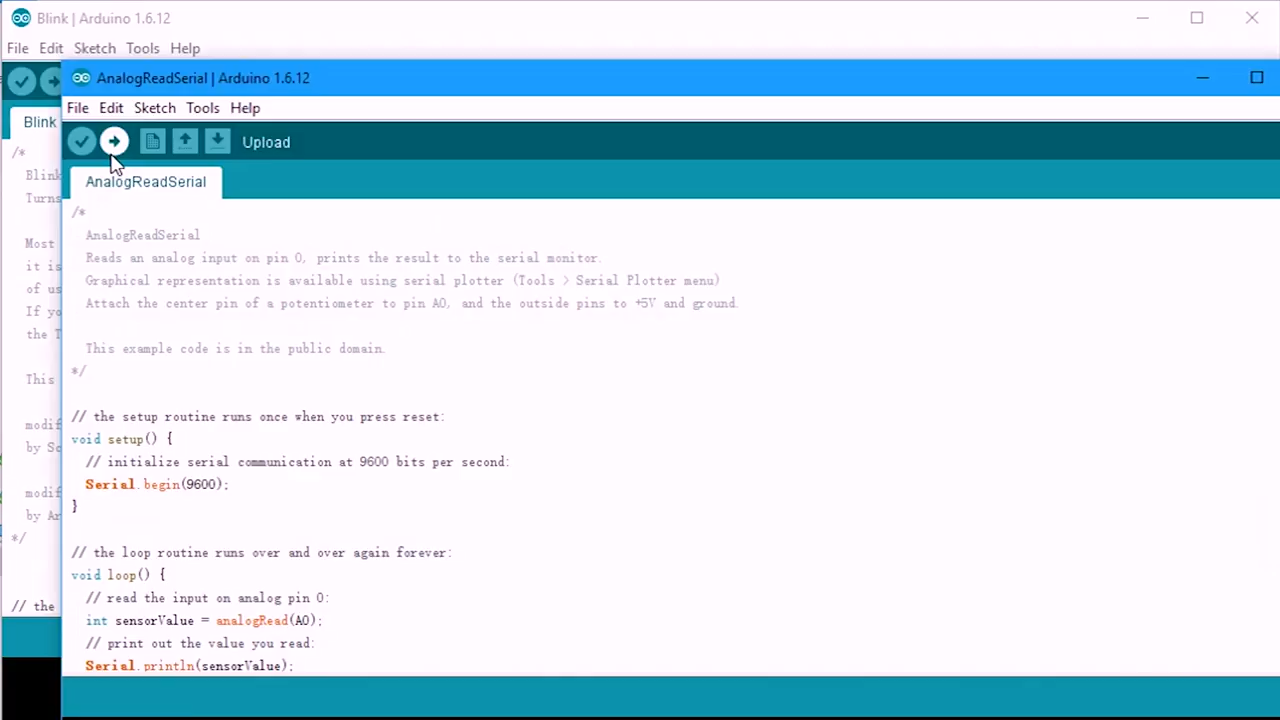 Blink | Arduino 1.6.12
File Edit Sketch Tools Help
Blink
/*
Blink
Turns
Most
it is
of us
If yo
the T
This
modif
by Sc
modif
by Ar
*/
// the
AnalogReadSerial | Arduino 1.6.12
File Edit Sketch Tools Help
Upload
AnalogReadSerial
/*
AnalogReadSerial
Reads an analog input on pin 0, prints the result to the serial monitor.
Graphical representation is available using serial plotter (Tools > Serial Plotter menu)
Attach the center pin of a potentiometer to pin A0, and the outside pins to +5V and ground.
This example code is in the public domain.
*/
// the setup routine runs once when you press reset:
void setup() {
// initialize serial communication at 9600 bits per second:
Serial.begin(9600);
}
// the loop routine runs over and over again forever:
void loop() {
// read the input on analog pin 0:
int sensorValue = analogRead(A0);
// print out the value you read:
Serial.println(sensorValue);